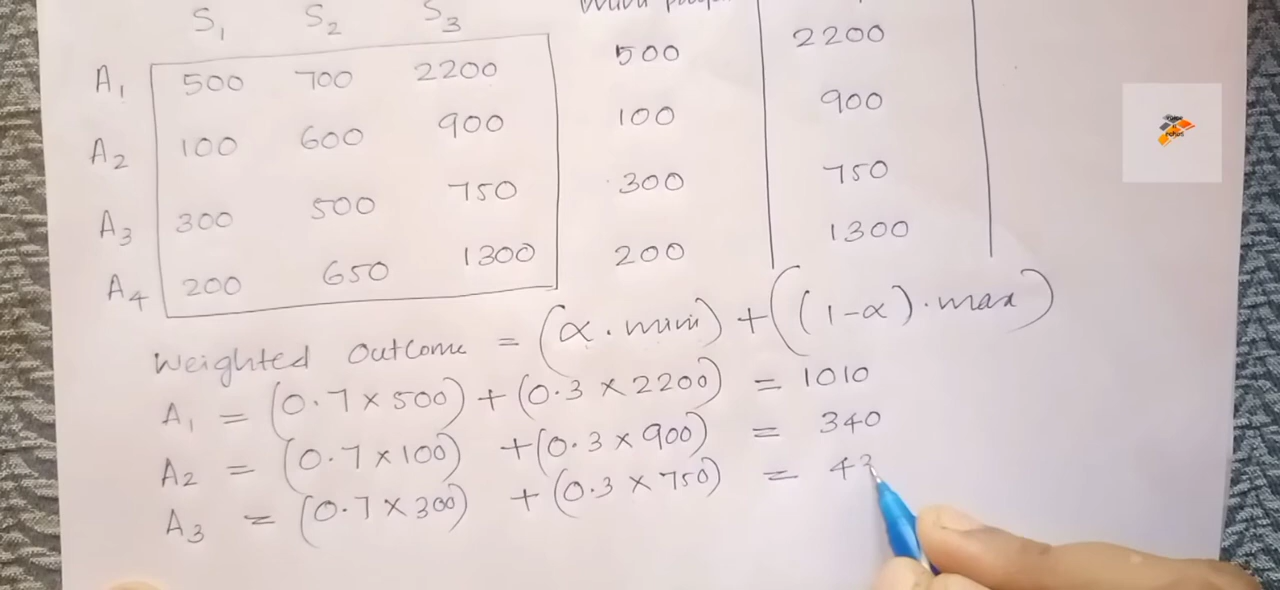 S1 S2 S3
A1 500 700 2200 500 2200
A2 100 600 900 100 900
A3 300 500 750 300 750
A4 200 650 1300 200 1300
Weighted Outcome = (α . mini) + ((1-α) . max)
A1 = (0.7 × 500) + (0.3 × 2200) = 1010
A2 = (0.7 × 100) + (0.3 × 900) = 340
A3 = (0.7 × 300) + (0.3 × 750) = 43